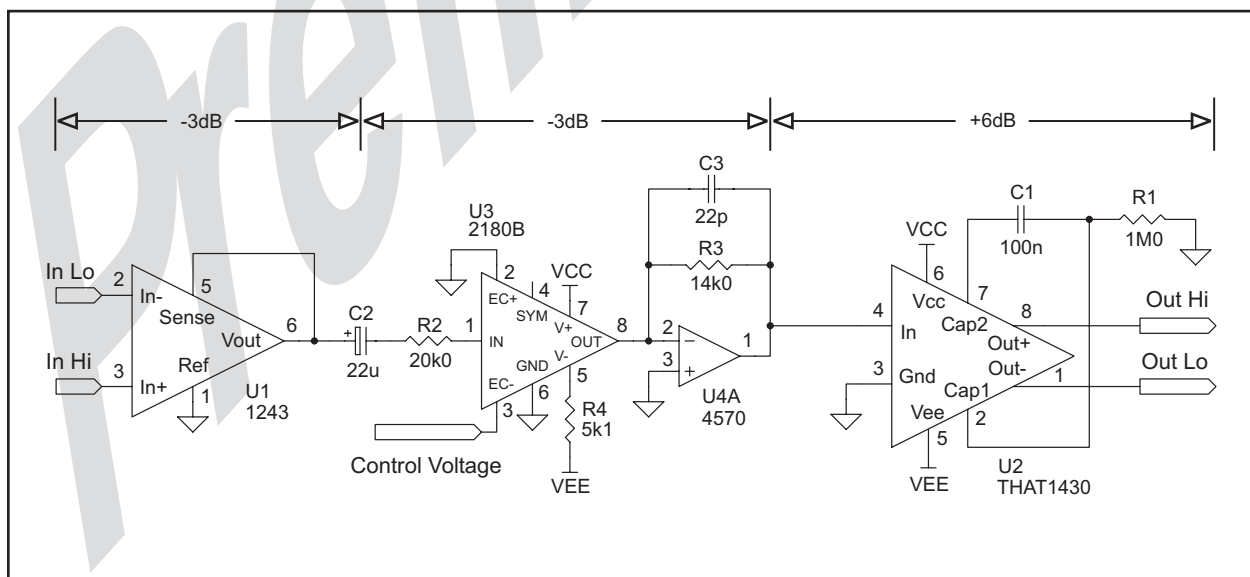 Prelim
-3dB
-3dB
+6dB
C3
22p
R3
14k0
C1
100n
R1
1M0
U3
2180B
VCC
VCC
In Lo
2
In-
5
Sense
Vout
6
In Hi
3
In+
Ref
1
U1
1243
C2
+
22u
R2
20k0
1
IN
2
EC+
4
SYM
7
V+
OUT
8
V-
GND
5
6
EC-
3
R4
5k1
VEE
Control Voltage
2
−
3
+
1
U4A
4570
4
In
6
Vcc
7
Cap2
8
Out+
Out-
1
3
Gnd
Cap1
2
Vee
5
VEE
Out Hi
Out Lo
U2
THAT1430